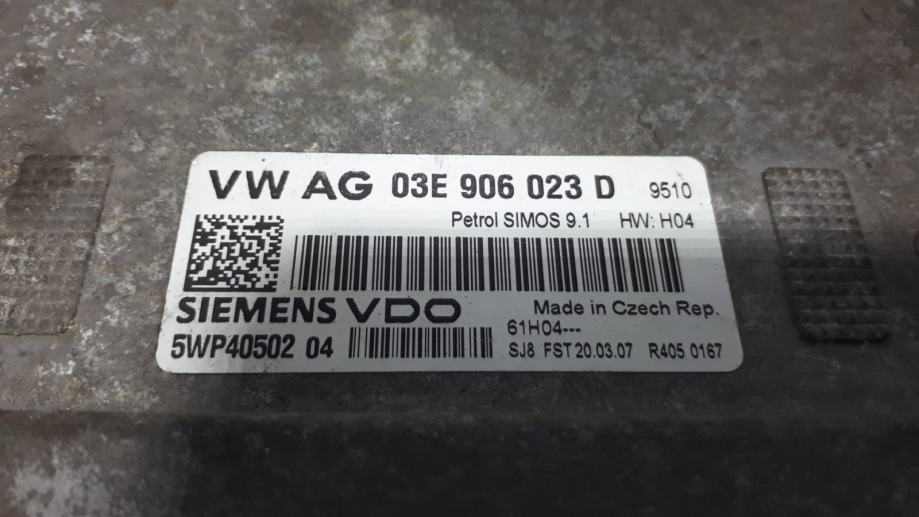 VW AG 03E 906 023 D 9510
Petrol SIMOS 9.1 HW: H04
SIEMENS VDO Made in Czech Rep.
61H04---
5WP40502 04 SJ8 FST 20.03.07 R405 0167